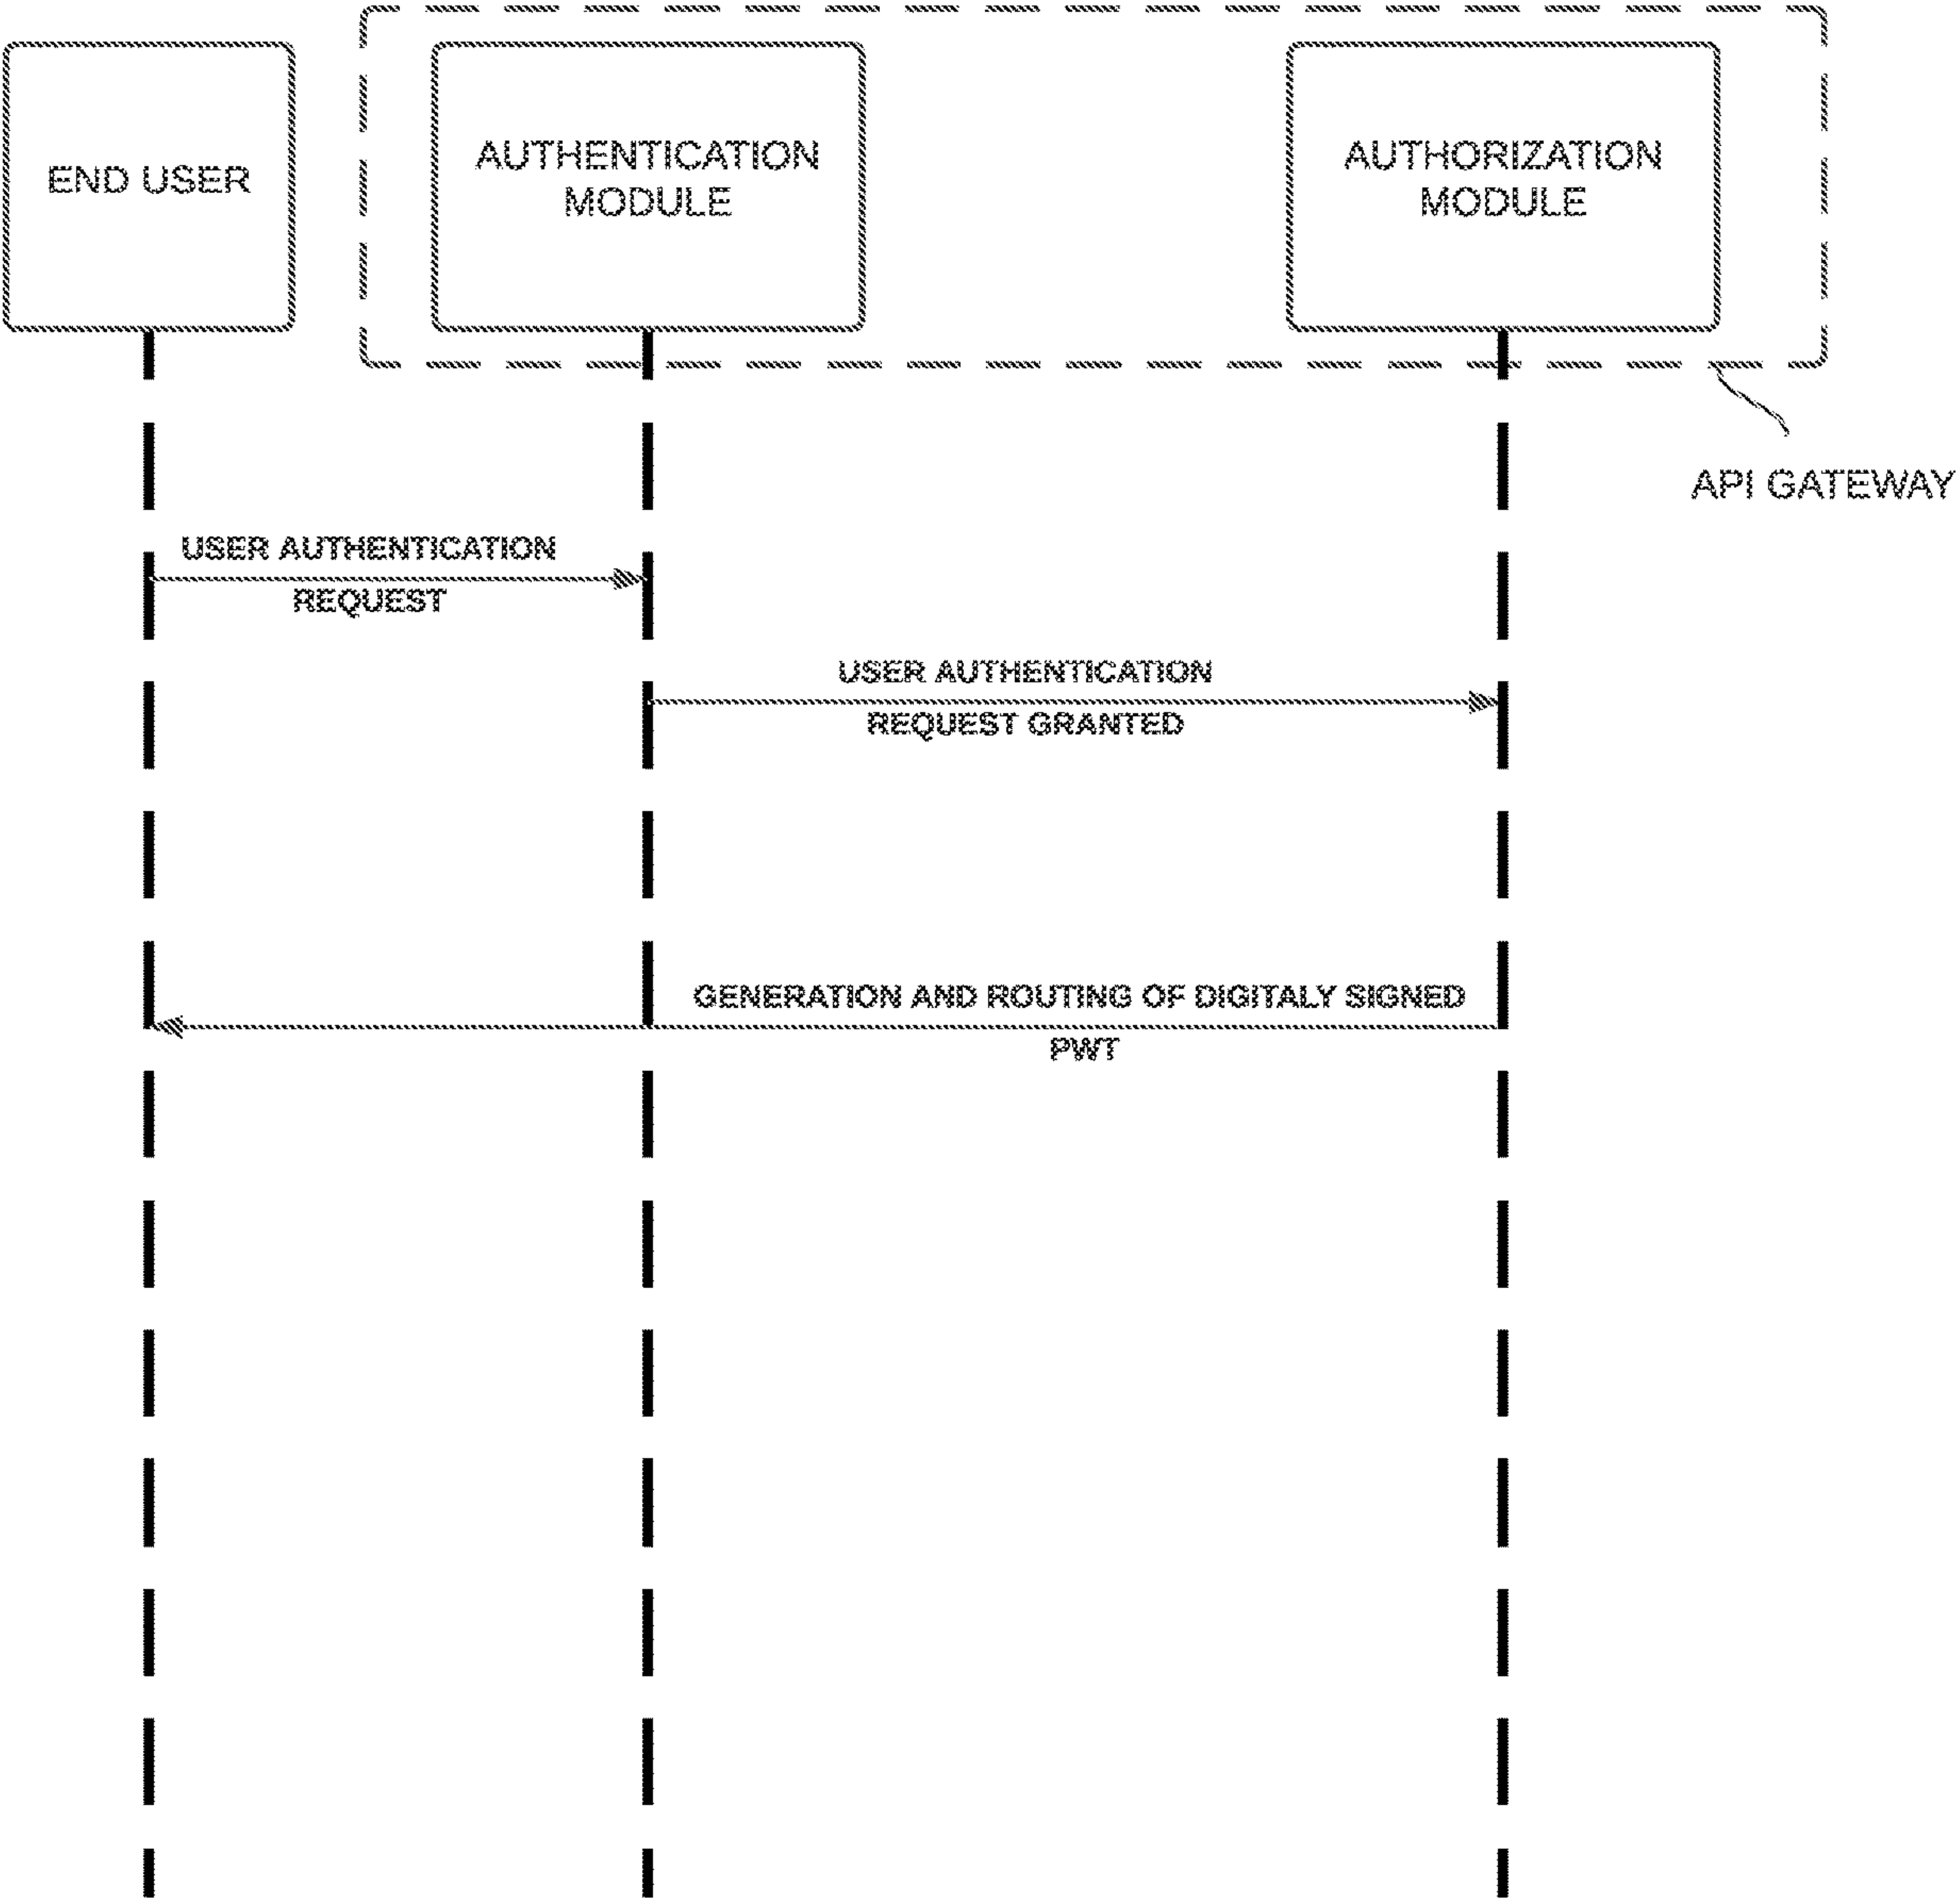 END USER
AUTHENTICATION
MODULE
AUTHORIZATION
MODULE
API GATEWAY
USER AUTHENTICATION
REQUEST
USER AUTHENTICATION
REQUEST GRANTED
GENERATION AND ROUTING OF DIGITALY SIGNED
PWT